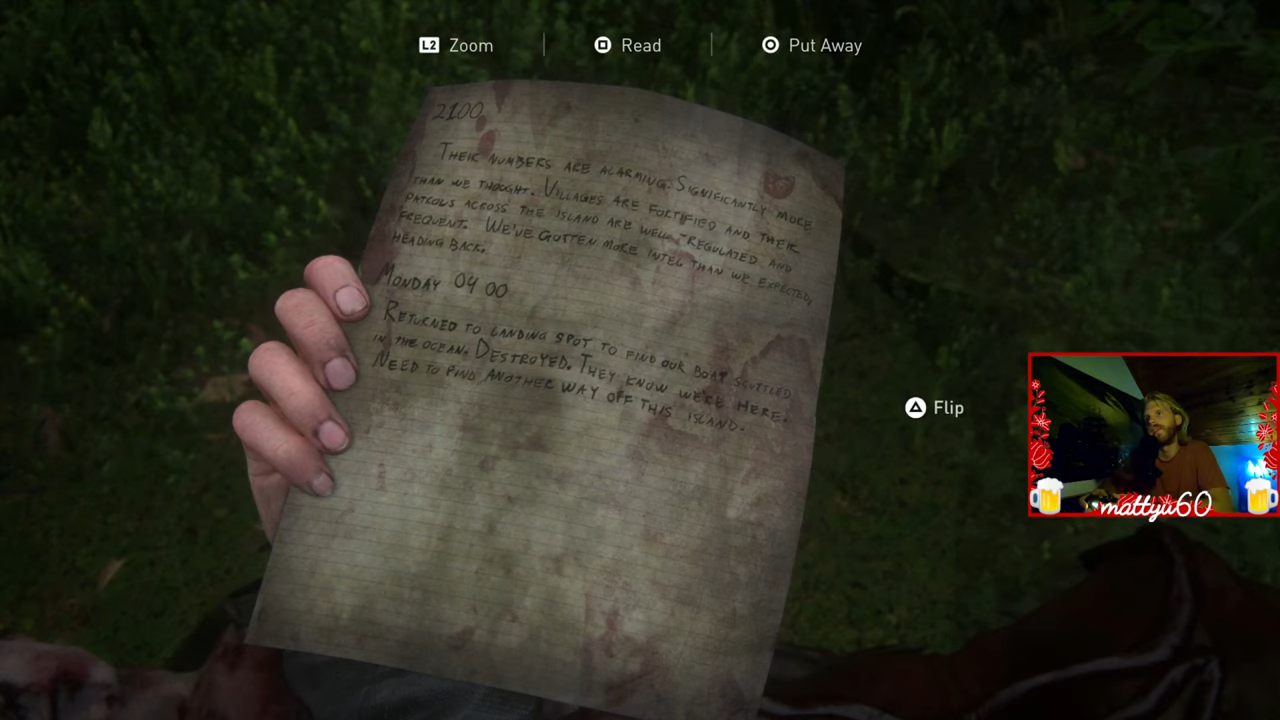 L2 Zoom
Read
Put Away
2100
THEIR NUMBERS ARE ALARMING. SIGNIFICANTLY MORE
THAN WE THOUGHT. VILLAGES ARE FORTIFIED AND THEIR
PATROLS ACROSS THE ISLAND ARE WELL-REGULATED AND
FREQUENT. WE'VE GOTTEN MORE INTEL THAN WE EXPECTED,
HEADING BACK.
MONDAY 04 00
RETURNED TO LANDING SPOT TO FIND OUR BOAT SCUTTLED
IN THE OCEAN. DESTROYED. THEY KNOW WE'RE HERE.
NEED TO FIND ANOTHER WAY OFF THIS ISLAND.
Flip
mattyu60